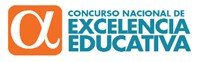 α
CONCURSO NACIONAL DE
EXCELENCIA
EDUCATIVA